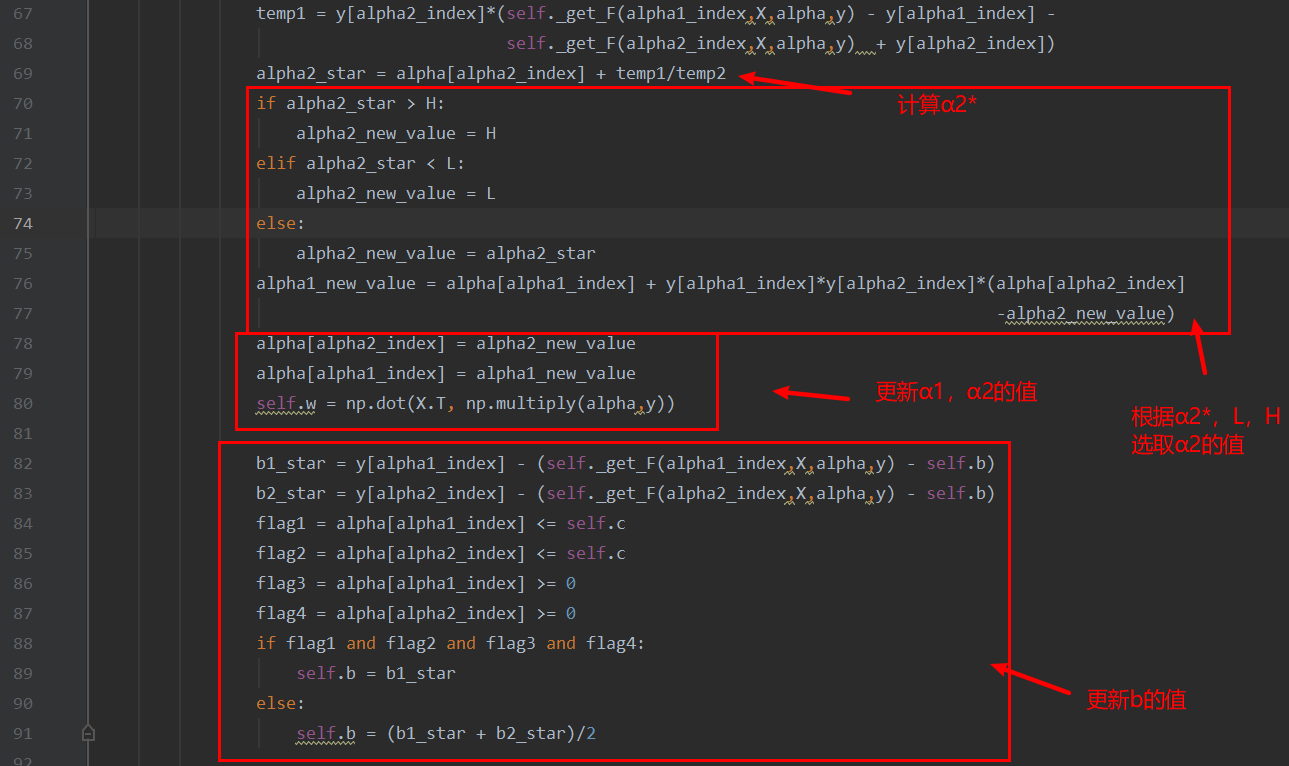 67 temp1 = y[alpha2_index]*(self._get_F(alpha1_index,X,alpha,y) - y[alpha1_index] -
68 self._get_F(alpha2_index,X,alpha,y) + y[alpha2_index])
69 alpha2_star = alpha[alpha2_index] + temp1/temp2
70 if alpha2_star > H:
计算α2*
71 alpha2_new_value = H
72 elif alpha2_star < L:
73 alpha2_new_value = L
74 else:
75 alpha2_new_value = alpha2_star
76 alpha1_new_value = alpha[alpha1_index] + y[alpha1_index]*y[alpha2_index]*(alpha[alpha2_index]
77 -alpha2_new_value)
78 alpha[alpha2_index] = alpha2_new_value
79 alpha[alpha1_index] = alpha1_new_value
更新α1，α2的值
80 self.w = np.dot(X.T, np.multiply(alpha,y))
根据α2*，L，H
选取α2的值
81
82 b1_star = y[alpha1_index] - (self._get_F(alpha1_index,X,alpha,y) - self.b)
83 b2_star = y[alpha2_index] - (self._get_F(alpha2_index,X,alpha,y) - self.b)
84 flag1 = alpha[alpha1_index] <= self.c
85 flag2 = alpha[alpha2_index] <= self.c
86 flag3 = alpha[alpha1_index] >= 0
87 flag4 = alpha[alpha2_index] >= 0
88 if flag1 and flag2 and flag3 and flag4:
89 self.b = b1_star
90 else:
更新b的值
91 self.b = (b1_star + b2_star)/2
92